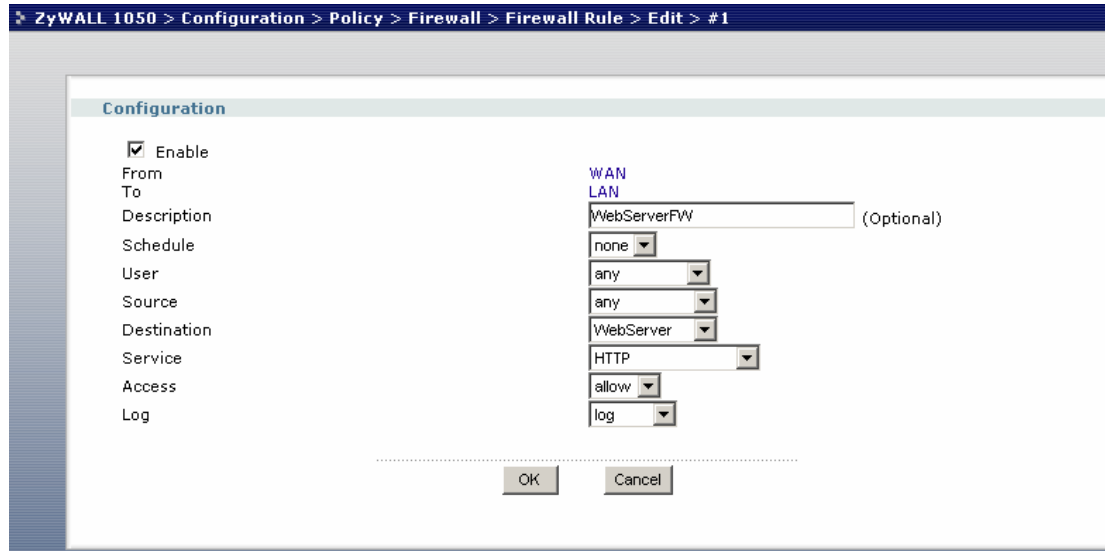 ZyWALL 1050 > Configuration > Policy > Firewall > Firewall Rule > Edit > #1
Configuration
Enable
From WAN
To LAN
Description WebServerFW (Optional)
Schedule none
User any
Source any
Destination WebServer
Service HTTP
Access allow
Log log
OK Cancel